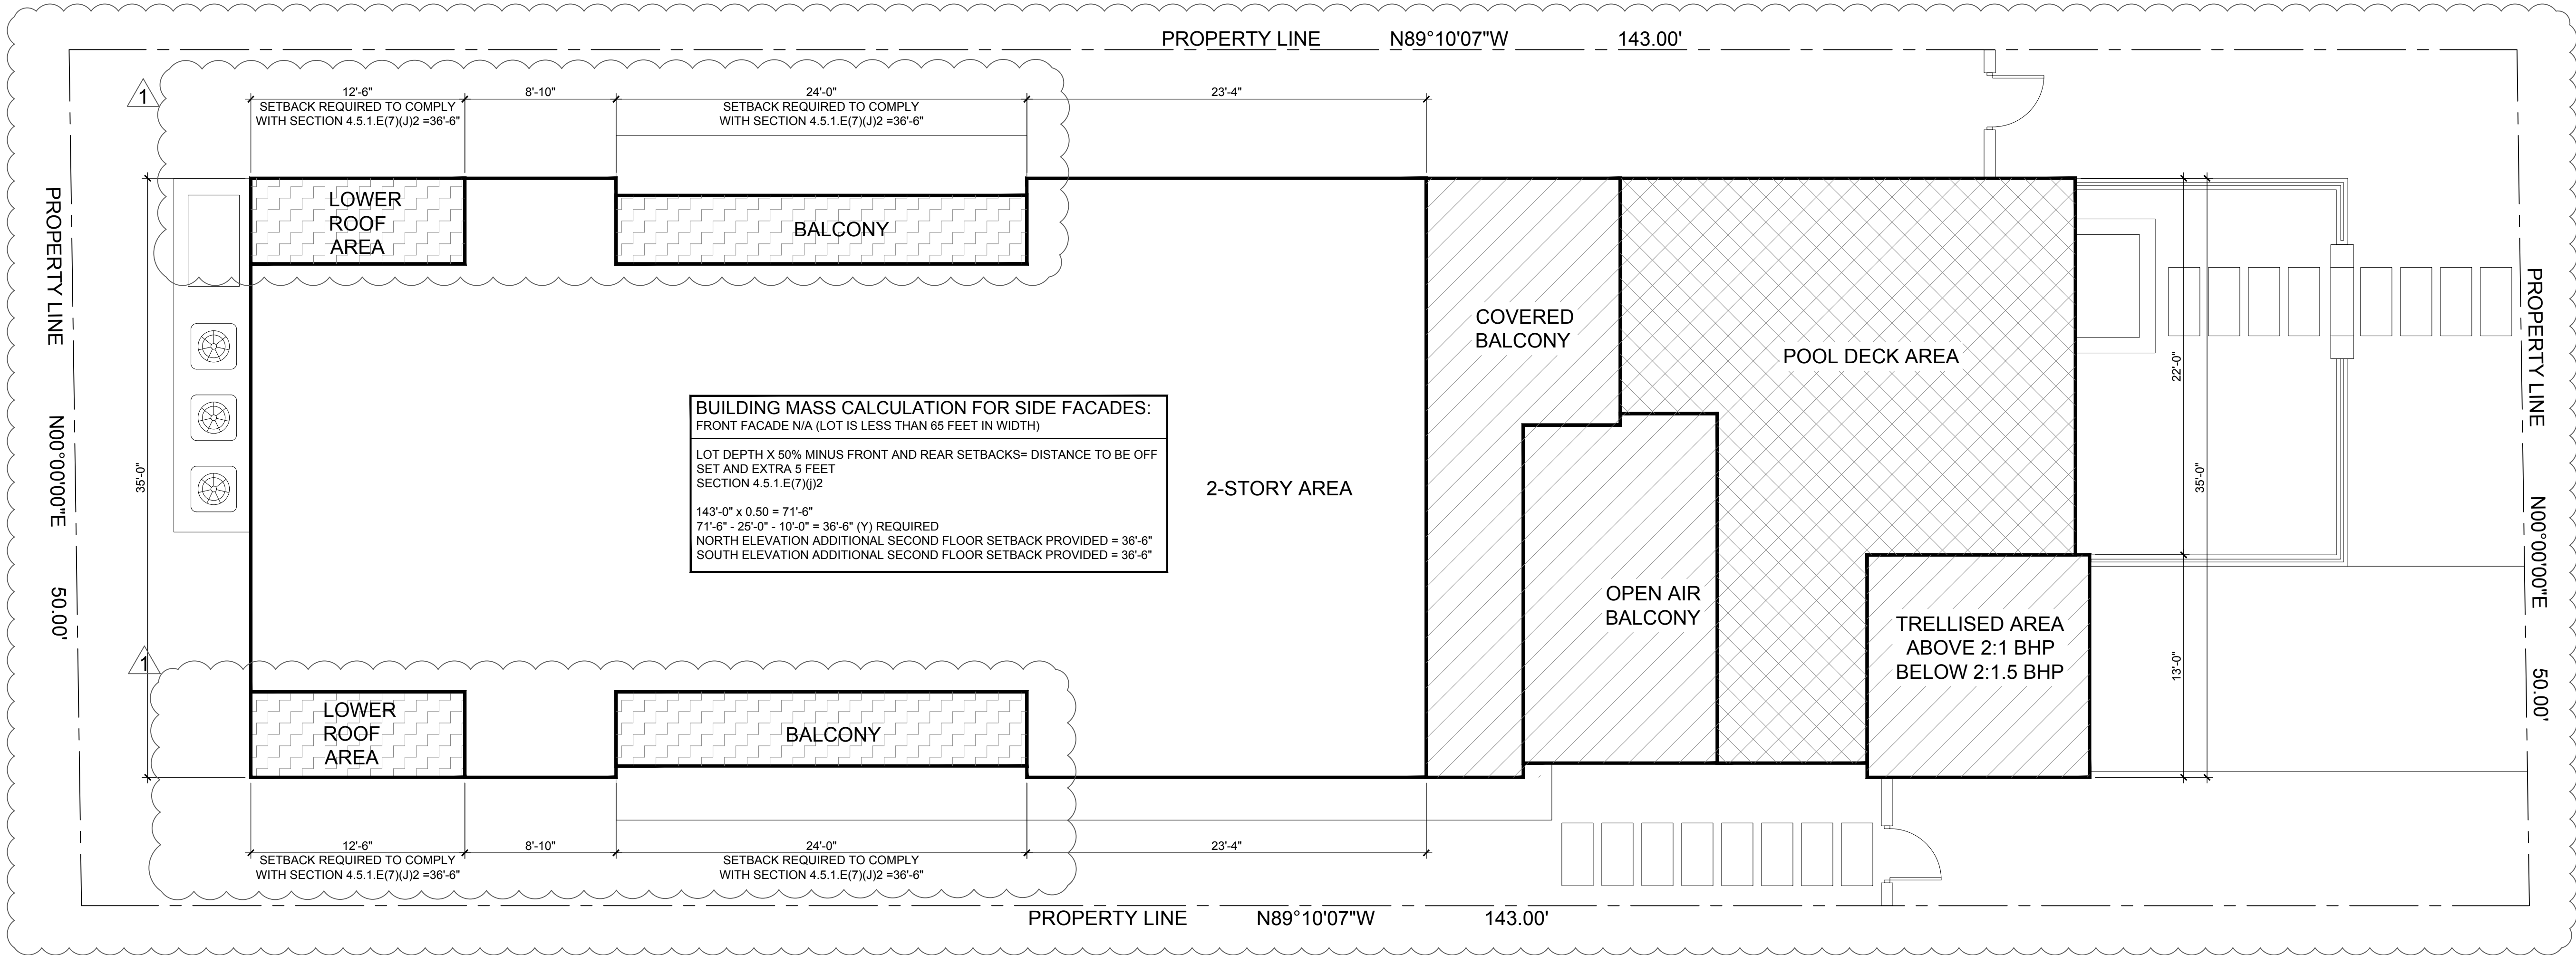 PROPERTY LINE N89°10'07"W 143.00'
1
12'-6"
SETBACK REQUIRED TO COMPLY
WITH SECTION 4.5.1.E(7)(J)2 =36'-6"
8'-10"
24'-0"
SETBACK REQUIRED TO COMPLY
WITH SECTION 4.5.1.E(7)(J)2 =36'-6"
23'-4"
PROPERTY LINE N00°00'00"E 50.00'
35'-0"
LOWER
ROOF
AREA
BALCONY
COVERED
BALCONY
POOL DECK AREA
22'-0"
35'-0"
13'-0"
PROPERTY LINE N00°00'00"E 50.00'
BUILDING MASS CALCULATION FOR SIDE FACADES:
FRONT FACADE N/A (LOT IS LESS THAN 65 FEET IN WIDTH)
LOT DEPTH X 50% MINUS FRONT AND REAR SETBACKS= DISTANCE TO BE OFF
SET AND EXTRA 5 FEET
SECTION 4.5.1.E(7)(j)2
143'-0" x 0.50 = 71'-6"
71'-6" - 25'-0" - 10'-0" = 36'-6" (Y) REQUIRED
NORTH ELEVATION ADDITIONAL SECOND FLOOR SETBACK PROVIDED = 36'-6"
SOUTH ELEVATION ADDITIONAL SECOND FLOOR SETBACK PROVIDED = 36'-6"
2-STORY AREA
OPEN AIR
BALCONY
TRELLISED AREA
ABOVE 2:1 BHP
BELOW 2:1.5 BHP
1
LOWER
ROOF
AREA
BALCONY
12'-6"
SETBACK REQUIRED TO COMPLY
WITH SECTION 4.5.1.E(7)(J)2 =36'-6"
8'-10"
24'-0"
SETBACK REQUIRED TO COMPLY
WITH SECTION 4.5.1.E(7)(J)2 =36'-6"
23'-4"
PROPERTY LINE N89°10'07"W 143.00'